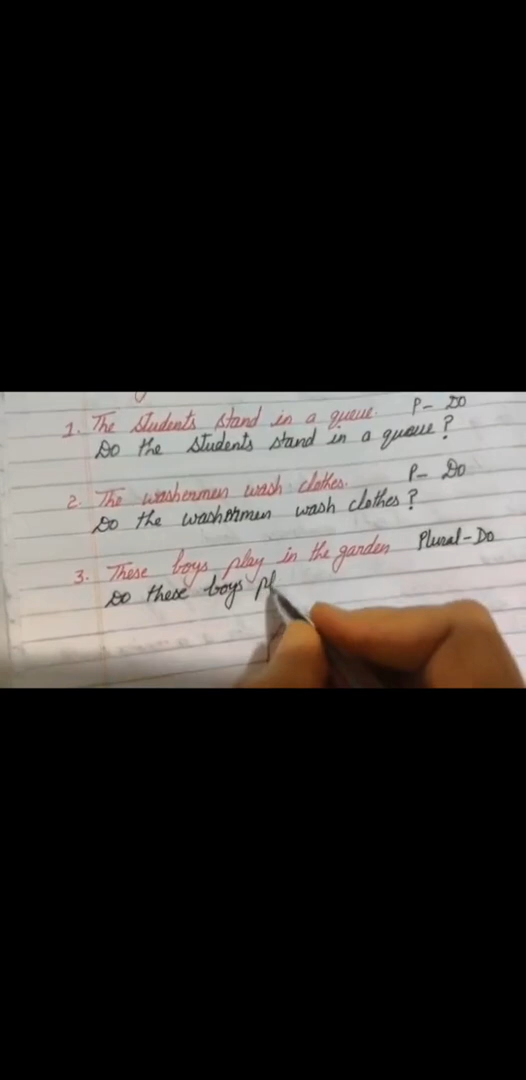 1. The students stand in a queue. P- DO
Do the students stand in a queue?
2. The washermen wash clothes. P- Do
Do the washermen wash clothes?
3. These boys play in the garden Plural-Do
Do these boys pl